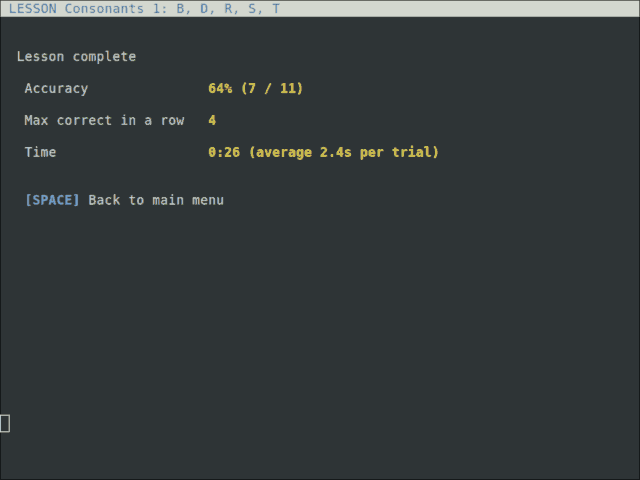 LESSON Consonants 1: B, D, R, S, T
Lesson complete
Accuracy 64% (7 / 11)
Max correct in a row 4
Time 0:26 (average 2.4s per trial)
[SPACE] Back to main menu